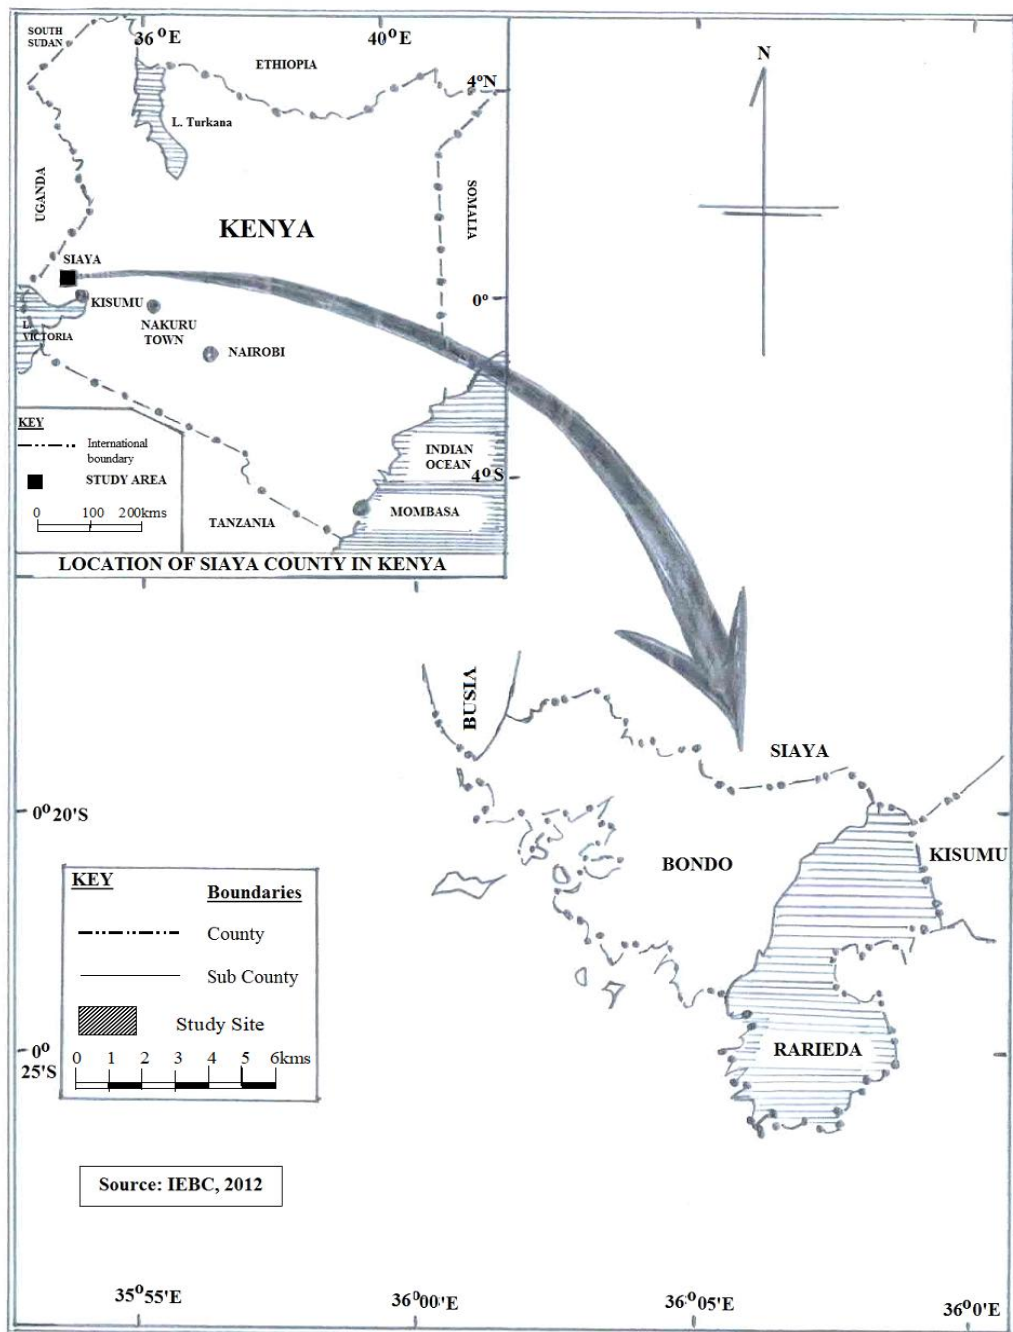 SOUTH
SUDAN
36°E
40°E
ETHIOPIA
4°N
L. Turkana
UGANDA
SOMALIA
KENYA
SIAYA
0°
KISUMU
NAKURU
TOWN
L.
VICTORIA
NAIROBI
KEY
International
boundary
STUDY AREA
0 100 200kms
INDIAN
OCEAN
4°S
MOMBASA
TANZANIA
LOCATION OF SIAYA COUNTY IN KENYA
N
BUSIA
SIAYA
0°20'S
BONDO
KISUMU
KEY
Boundaries
County
Sub County
Study Site
0 1 2 3 4 5 6kms
RARIEDA
0°
25'S
Source: IEBC, 2012
35°55'E
36°00'E
36°05'E
36°0'E